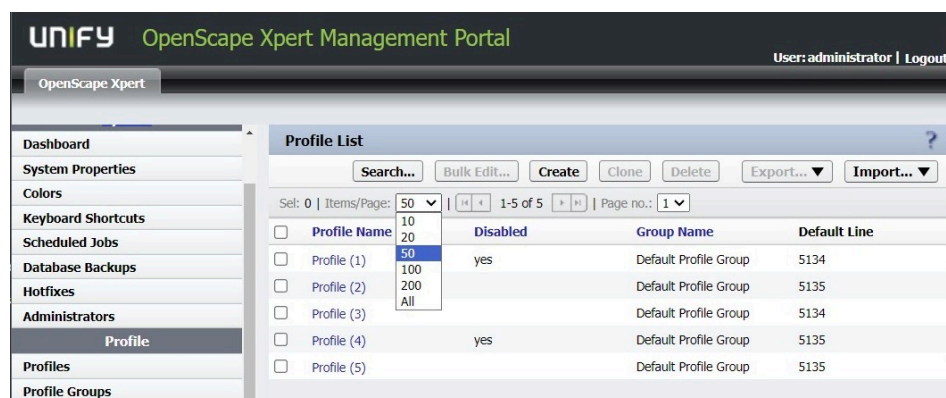 UNIFY OpenScape Xpert Management Portal
User: administrator | Logout
OpenScape Xpert
Dashboard
System Properties
Colors
Keyboard Shortcuts
Scheduled Jobs
Database Backups
Hotfixes
Administrators
Profile
Profiles
Profile Groups
Profile List ?
Search... Bulk Edit... Create Clone Delete Export... ▼ Import... ▼
Sel: 0 | Items/Page: 50 | 1-5 of 5 | Page no.: 1
10
20
50
100
200
All
Profile Name Disabled Group Name Default Line
Profile (1) yes Default Profile Group 5134
Profile (2) Default Profile Group 5135
Profile (3) Default Profile Group 5134
Profile (4) yes Default Profile Group 5135
Profile (5) Default Profile Group 5135